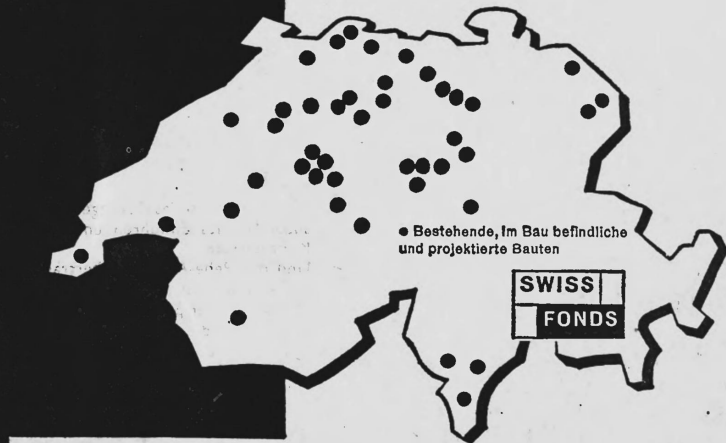 ● Bestehende, im Bau befindliche
und projektierte Bauten
SWISS
FONDS